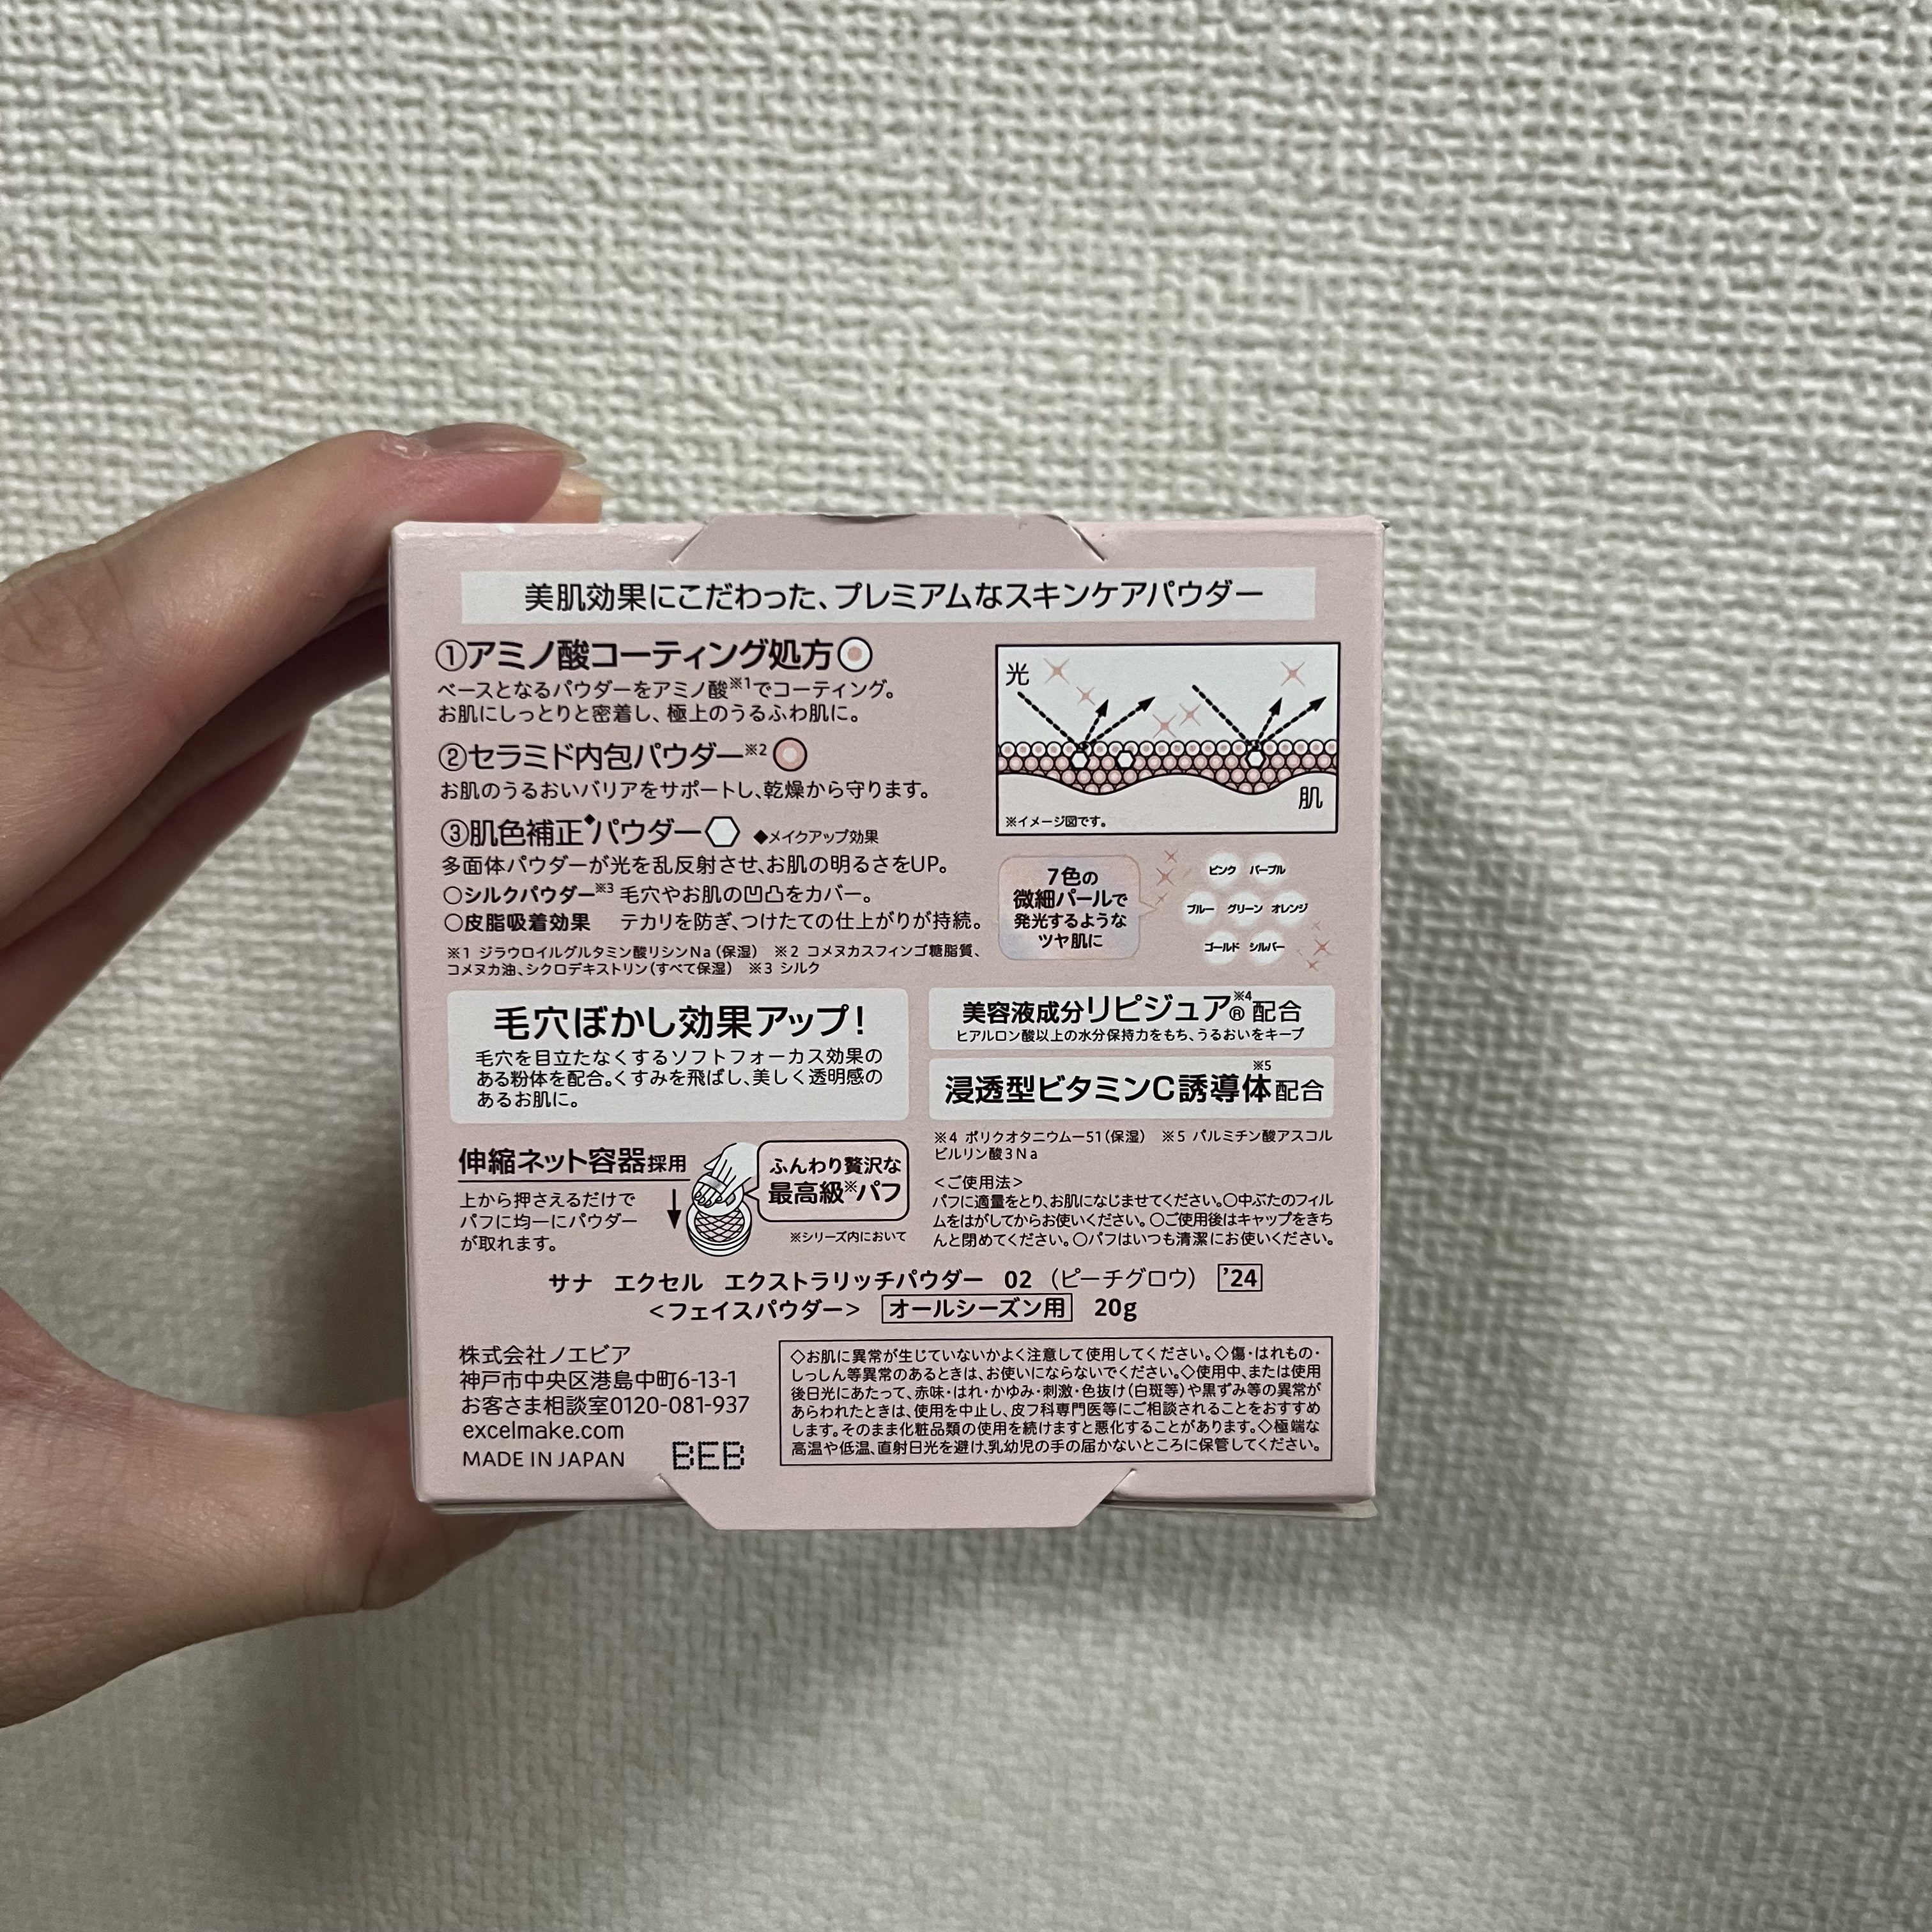 美肌効果にこだわった、プレミアムなスキンケアパウダー
①アミノ酸コーティング処方
ベースとなるパウダーをアミノ酸※1でコーティング。
お肌にしっとりと密着し、極上のうるふわ肌に。
②セラミド内包パウダー※2
お肌のうるおいバリアをサポートし、乾燥から守ります。
③肌色補正◆パウダー ◆メイクアップ効果
多面体パウダーが光を乱反射させ、お肌の明るさをUP。
○シルクパウダー※3 毛穴やお肌の凹凸をカバー。
○皮脂吸着効果 テカリを防ぎ、つけたての仕上がりが持続。
※1 ジラウロイルグルタミン酸リシンNa(保湿) ※2 コメヌカスフィンゴ糖脂質、
コメヌカ油、シクロデキストリン(すべて保湿) ※3 シルク
光
肌
※イメージ図です。
7色の
微細パールで
発光するような
ツヤ肌に
ピンク パープル
ブルー グリーン オレンジ
ゴールド シルバー
毛穴ぼかし効果アップ!
毛穴を目立たなくするソフトフォーカス効果の
ある粉体を配合。くすみを飛ばし、美しく透明感の
あるお肌に。
美容液成分リピジュア®※4配合
ヒアルロン酸以上の水分保持力をもち、うるおいをキープ
浸透型ビタミンC誘導体※5配合
※4 ポリクオタニウムー51(保湿) ※5 パルミチン酸アスコル
ビルリン酸3Na
伸縮ネット容器採用
上から押さえるだけで
パフに均一にパウダー
が取れます。
ふんわり贅沢な
最高級※パフ
※シリーズ内において
<ご使用法>
パフに適量をとり、お肌になじませてください。○中ぶたのフィル
ムをはがしてからお使いください。○ご使用後はキャップをきち
んと閉めてください。○パフはいつも清潔にお使いください。
サナ エクセル エクストラリッチパウダー 02 (ピーチグロウ) '24
<フェイスパウダー> オールシーズン用 20g
株式会社ノエビア
神戸市中央区港島中町6-13-1
お客さま相談室0120-081-937
excelmake.com
MADE IN JAPAN BEB
◇お肌に異常が生じていないかよく注意して使用してください。◇傷・はれもの・
しっしん等異常のあるときは、お使いにならないでください。◇使用中、または使用
後日光にあたって、赤味・はれ・かゆみ・刺激・色抜け(白斑等)や黒ずみ等の異常が
あらわれたときは、使用を中止し、皮フ科専門医等にご相談されることをおすすめ
します。そのまま化粧品類の使用を続けますと悪化することがあります。◇極端な
高温や低温、直射日光を避け、乳幼児の手の届かないところに保管してください。